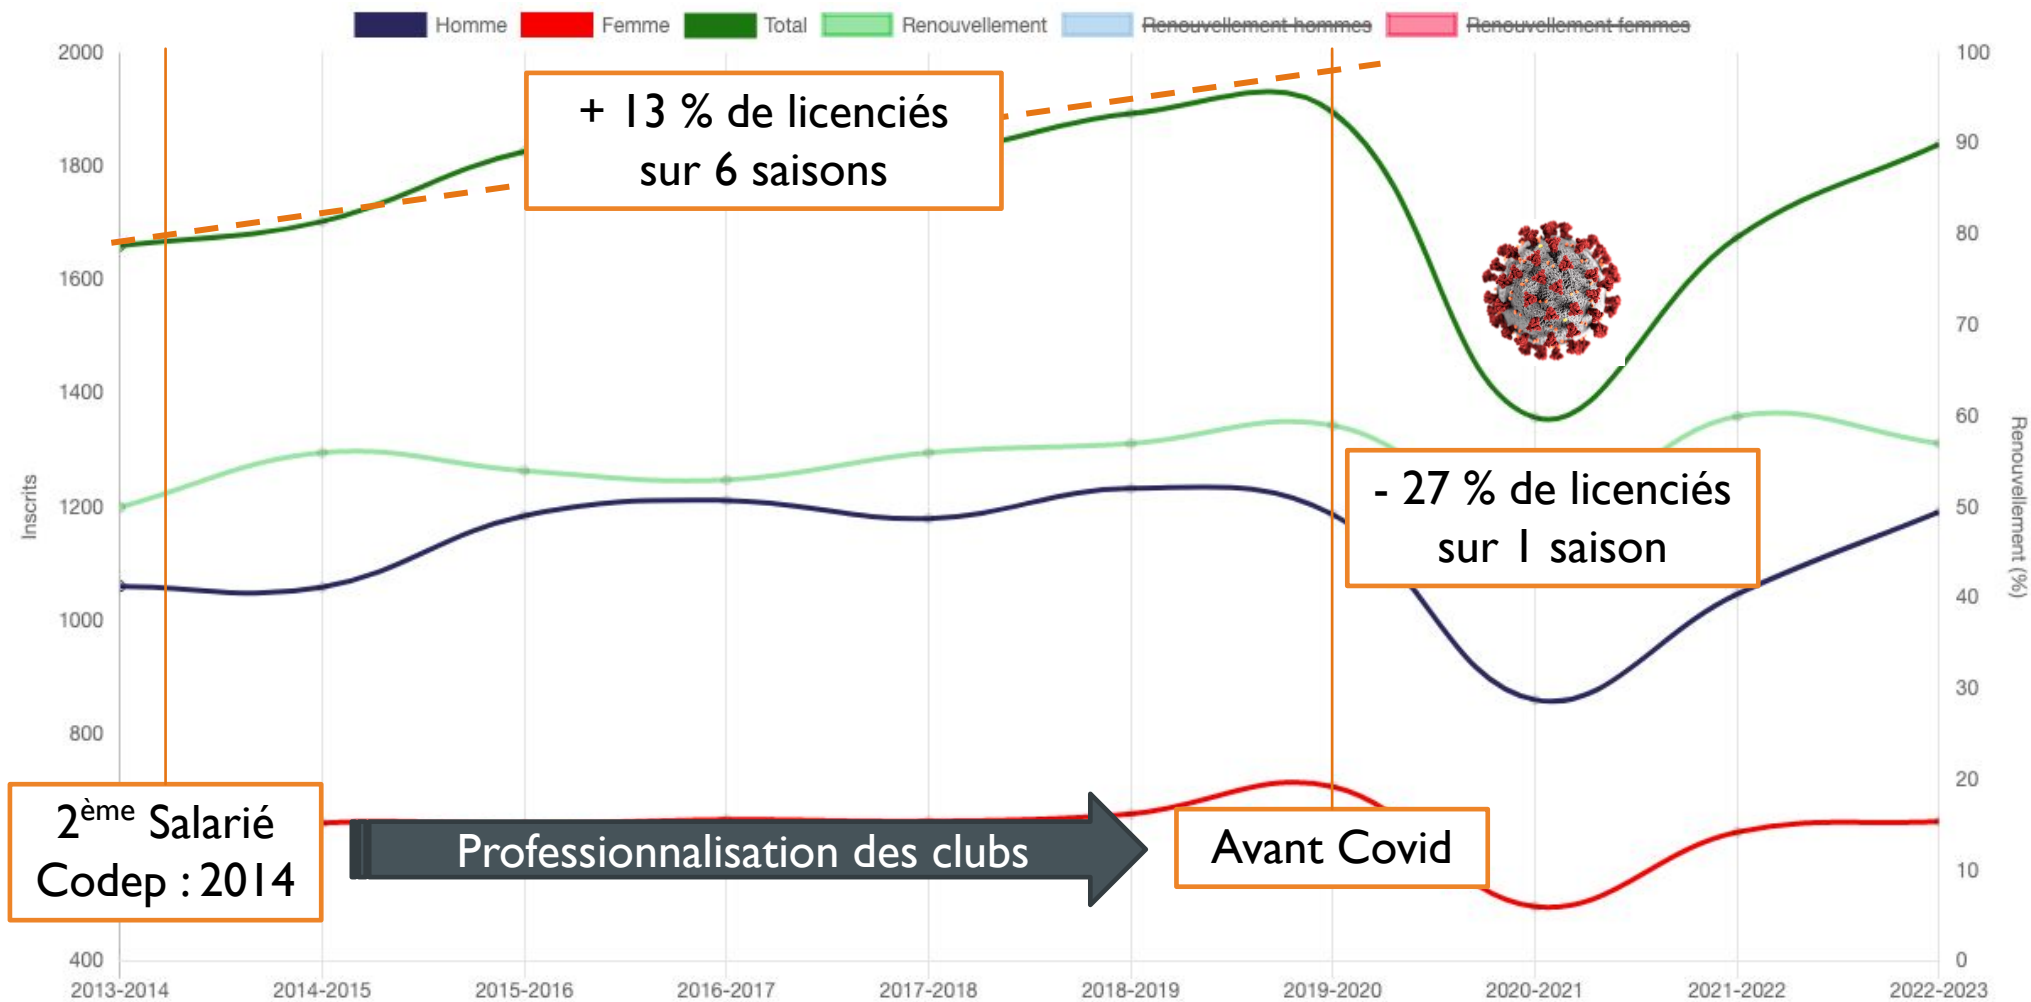 Homme Femme Total Renouvellement Renouvellement hommes Renouvellement femmes
2000
1800
1600
1400
1200
1000
800
400
Inscrits
100
90
80
70
60
50
40
30
20
10
0
Renouvellement (%)
+ 13 % de licenciés
sur 6 saisons
- 27 % de licenciés
sur 1 saison
2ème Salarié
Codep : 2014
Professionnalisation des clubs
Avant Covid
2013-2014 2014-2015 2015-2016 2016-2017 2017-2018 2018-2019 2019-2020 2020-2021 2021-2022 2022-2023